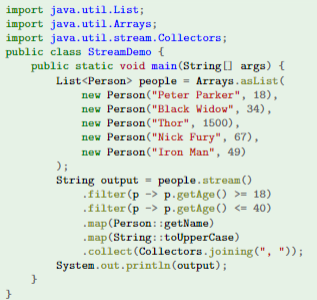 import java.util.List;
import java.util.Arrays;
import java.util.stream.Collectors;
public class StreamDemo {
    public static void main(String[] args) {
        List<Person> people = Arrays.asList(
            new Person("Peter Parker", 18),
            new Person("Black Widow", 34),
            new Person("Thor", 1500),
            new Person("Nick Fury", 67),
            new Person("Iron Man", 49)
        );
        String output = people.stream()
            .filter(p -> p.getAge() >= 18)
            .filter(p -> p.getAge() <= 40)
            .map(Person::getName)
            .map(String::toUpperCase)
            .collect(Collectors.joining(", "));
        System.out.println(output);
    }
}